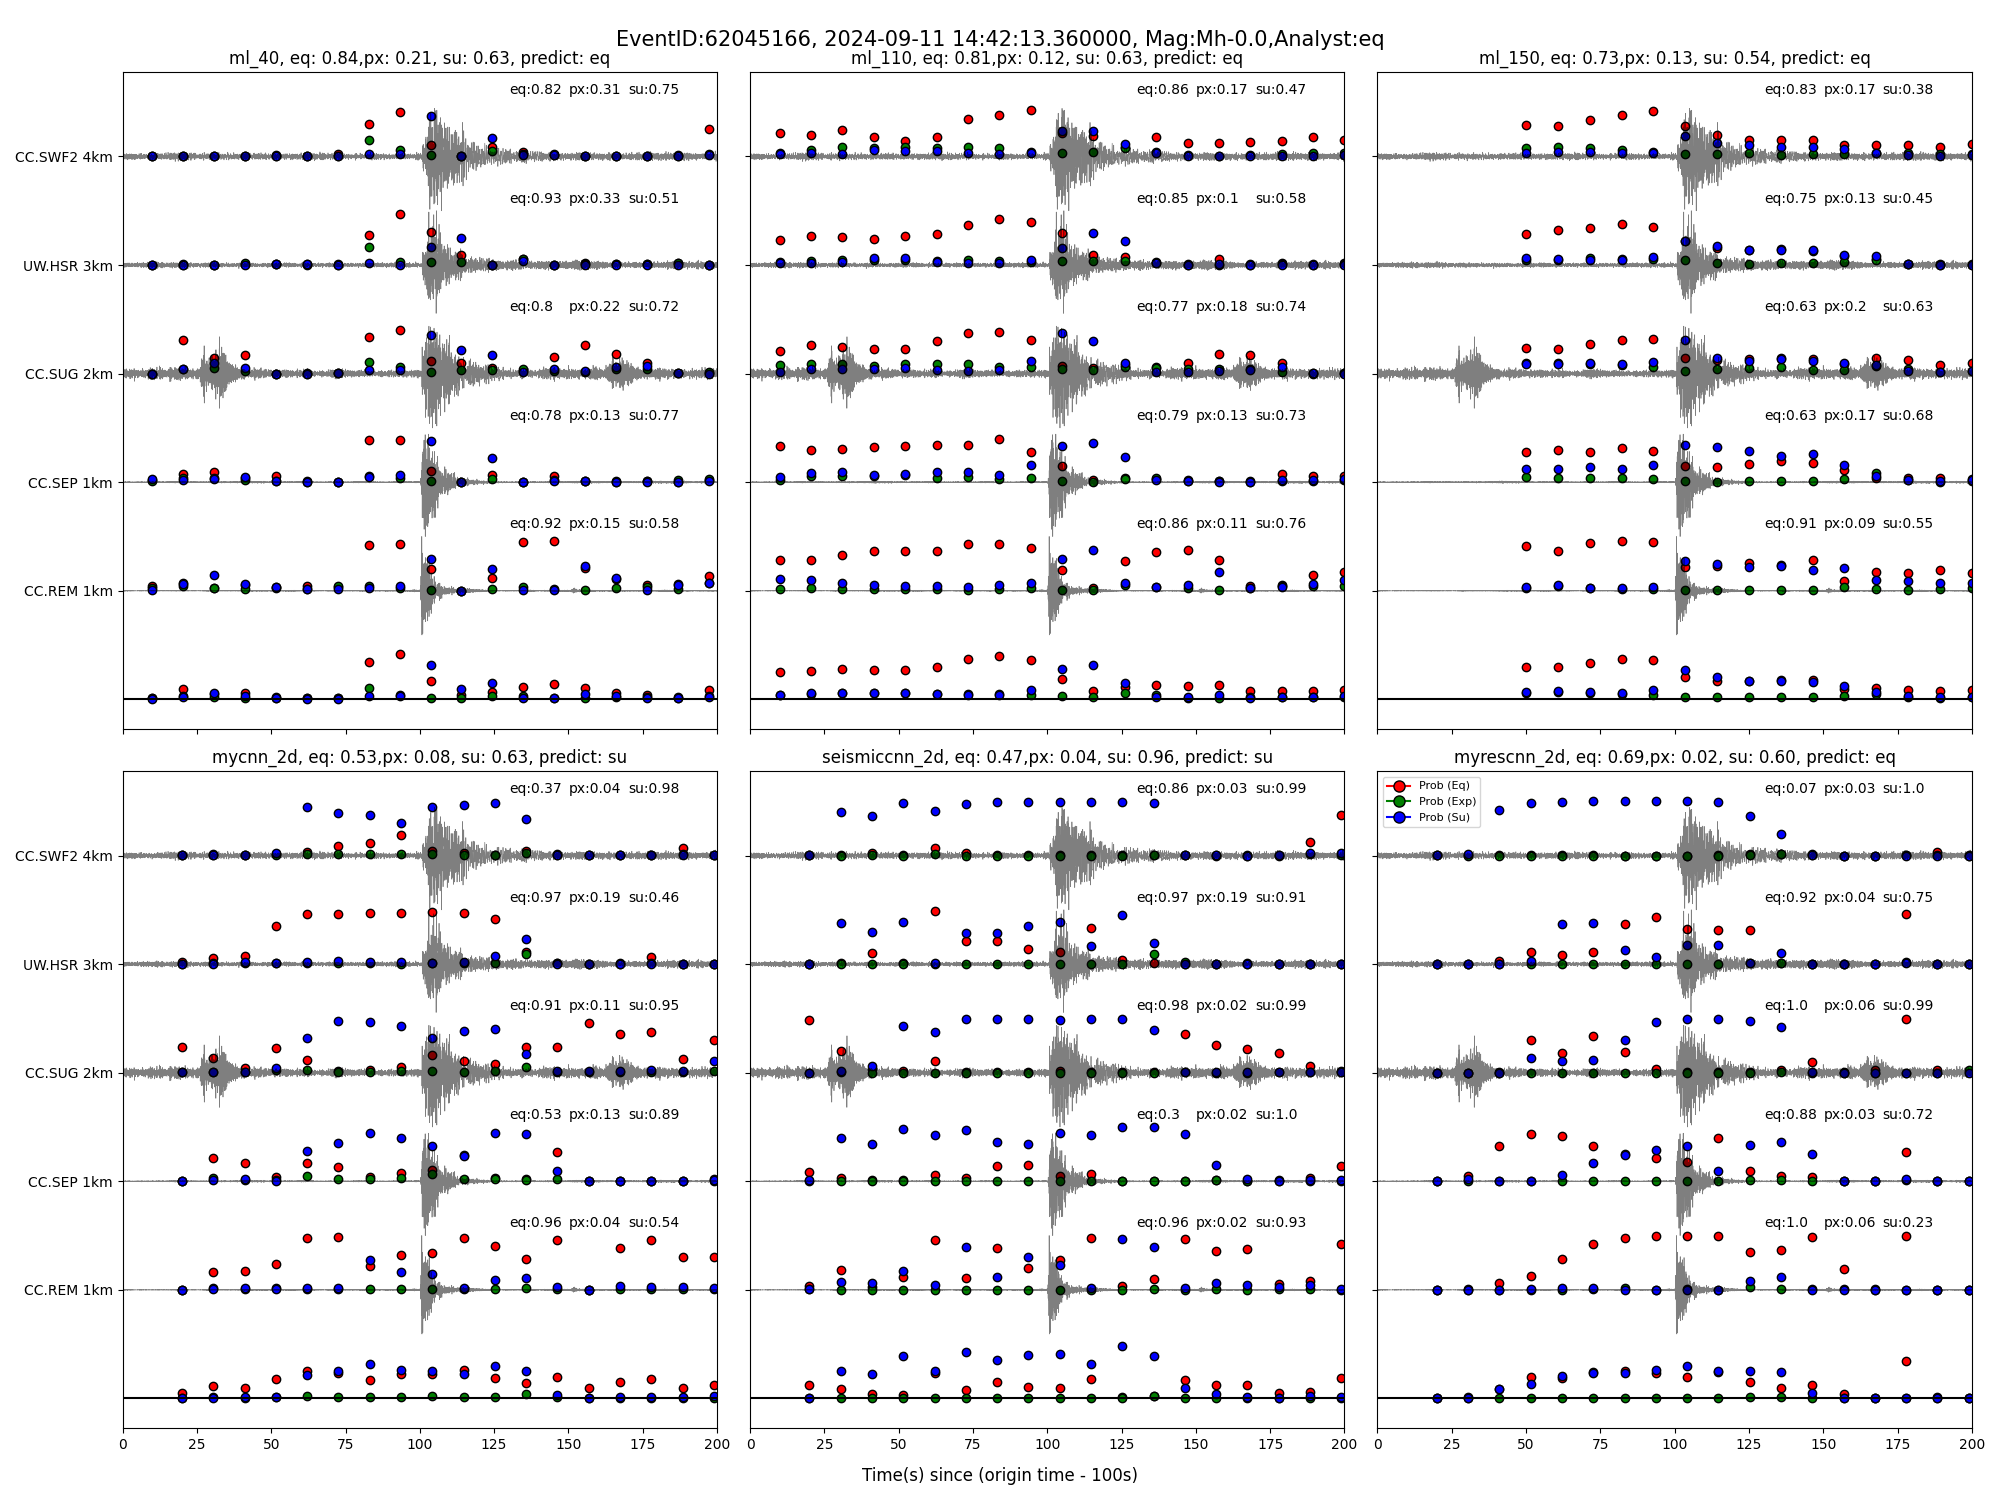 EventID:62045166, 2024-09-11 14:42:13.360000, Mag:Mh-0.0,Analyst:eq
ml_40, eq: 0.84,px: 0.21, su: 0.63, predict: eq
eq:0.82 px:0.31 su:0.75
CC.SWF2 4km
eq:0.93 px:0.33 su:0.51
UW.HSR 3km
eq:0.8 px:0.22 su:0.72
CC.SUG 2km
eq:0.78 px:0.13 su:0.77
CC.SEP 1km
eq:0.92 px:0.15 su:0.58
CC.REM 1km
ml_110, eq: 0.81,px: 0.12, su: 0.63, predict: eq
eq:0.86 px:0.17 su:0.47
eq:0.85 px:0.1 su:0.58
eq:0.77 px:0.18 su:0.74
eq:0.79 px:0.13 su:0.73
eq:0.86 px:0.11 su:0.76
ml_150, eq: 0.73,px: 0.13, su: 0.54, predict: eq
eq:0.83 px:0.17 su:0.38
eq:0.75 px:0.13 su:0.45
eq:0.63 px:0.2 su:0.63
eq:0.63 px:0.17 su:0.68
eq:0.91 px:0.09 su:0.55
mycnn_2d, eq: 0.53,px: 0.08, su: 0.63, predict: su
eq:0.37 px:0.04 su:0.98
CC.SWF2 4km
eq:0.97 px:0.19 su:0.46
UW.HSR 3km
eq:0.91 px:0.11 su:0.95
CC.SUG 2km
eq:0.53 px:0.13 su:0.89
CC.SEP 1km
eq:0.96 px:0.04 su:0.54
CC.REM 1km
0 25 50 75 100 125 150 175 200
seismiccnn_2d, eq: 0.47,px: 0.04, su: 0.96, predict: su
eq:0.86 px:0.03 su:0.99
eq:0.97 px:0.19 su:0.91
eq:0.98 px:0.02 su:0.99
eq:0.3 px:0.02 su:1.0
eq:0.96 px:0.02 su:0.93
0 25 50 75 100 125 150 175 200
myrescnn_2d, eq: 0.69,px: 0.02, su: 0.60, predict: eq
Prob (Eq)
Prob (Exp)
Prob (Su)
eq:0.07 px:0.03 su:1.0
eq:0.92 px:0.04 su:0.75
eq:1.0 px:0.06 su:0.99
eq:0.88 px:0.03 su:0.72
eq:1.0 px:0.06 su:0.23
0 25 50 75 100 125 150 175 200
Time(s) since (origin time - 100s)